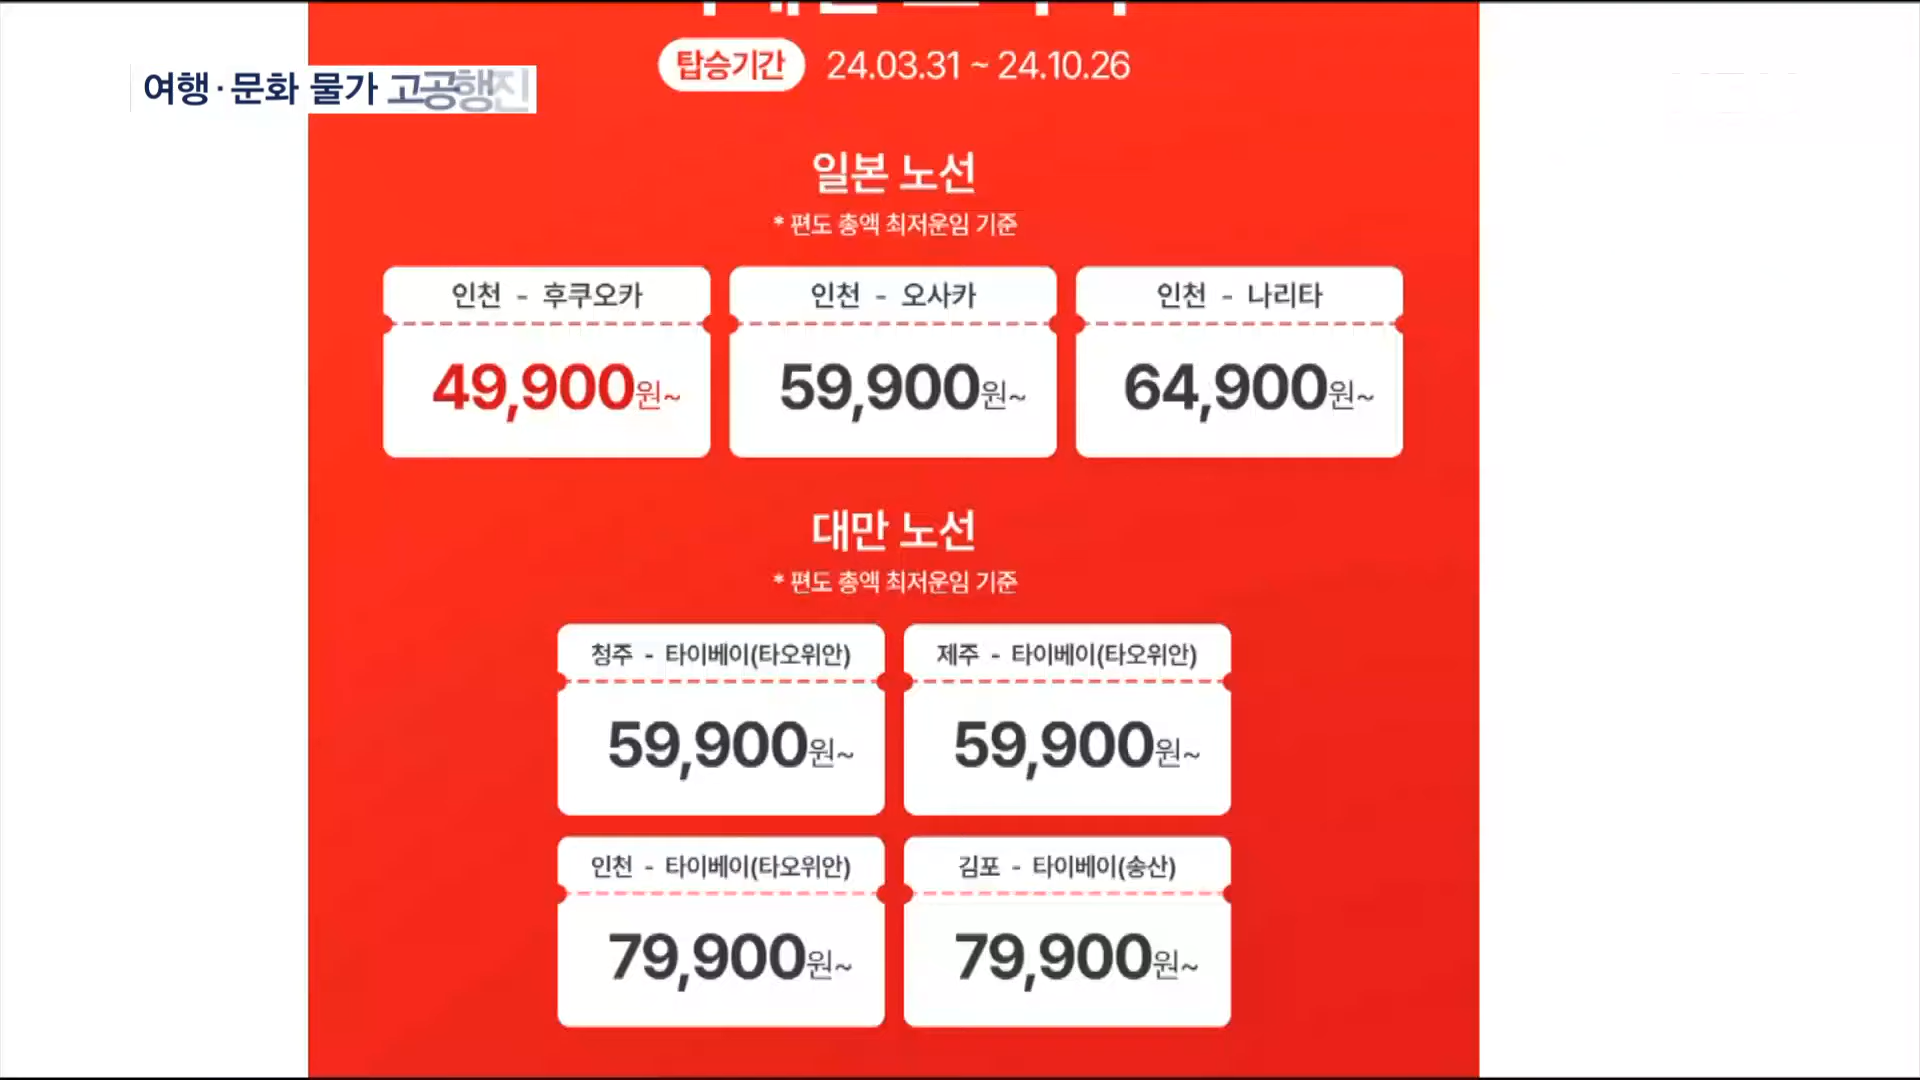 여행·문화 물가 고공행진
탑승기간 24.03.31 ~ 24.10.26
일본 노선
* 편도 총액 최저운임 기준
인천 - 후쿠오카
49,900원~
인천 - 오사카
59,900원~
인천 - 나리타
64,900원~
대만 노선
* 편도 총액 최저운임 기준
청주 - 타이베이(타오위안)
59,900원~
제주 - 타이베이(타오위안)
59,900원~
인천 - 타이베이(타오위안)
79,900원~
김포 - 타이베이(송산)
79,900원~